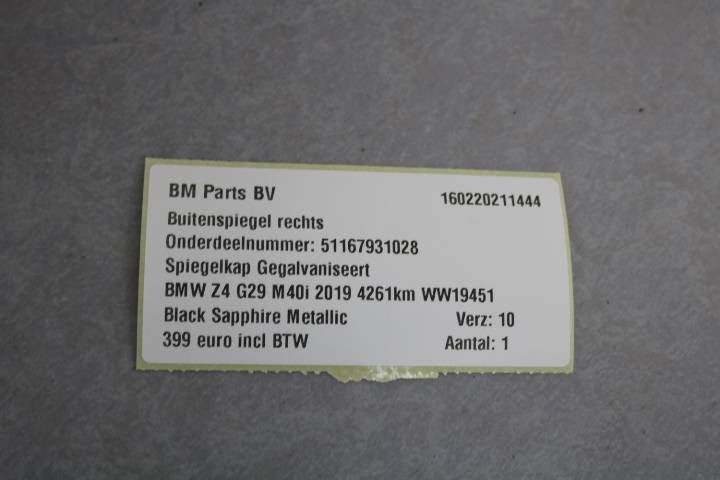 BM Parts BV 160220211444
Buitenspiegel rechts
Onderdeelnummer: 51167931028
Spiegelkap Gegalvaniseert
BMW Z4 G29 M40i 2019 4261km WW19451
Black Sapphire Metallic Verz: 10
399 euro incl BTW Aantal: 1